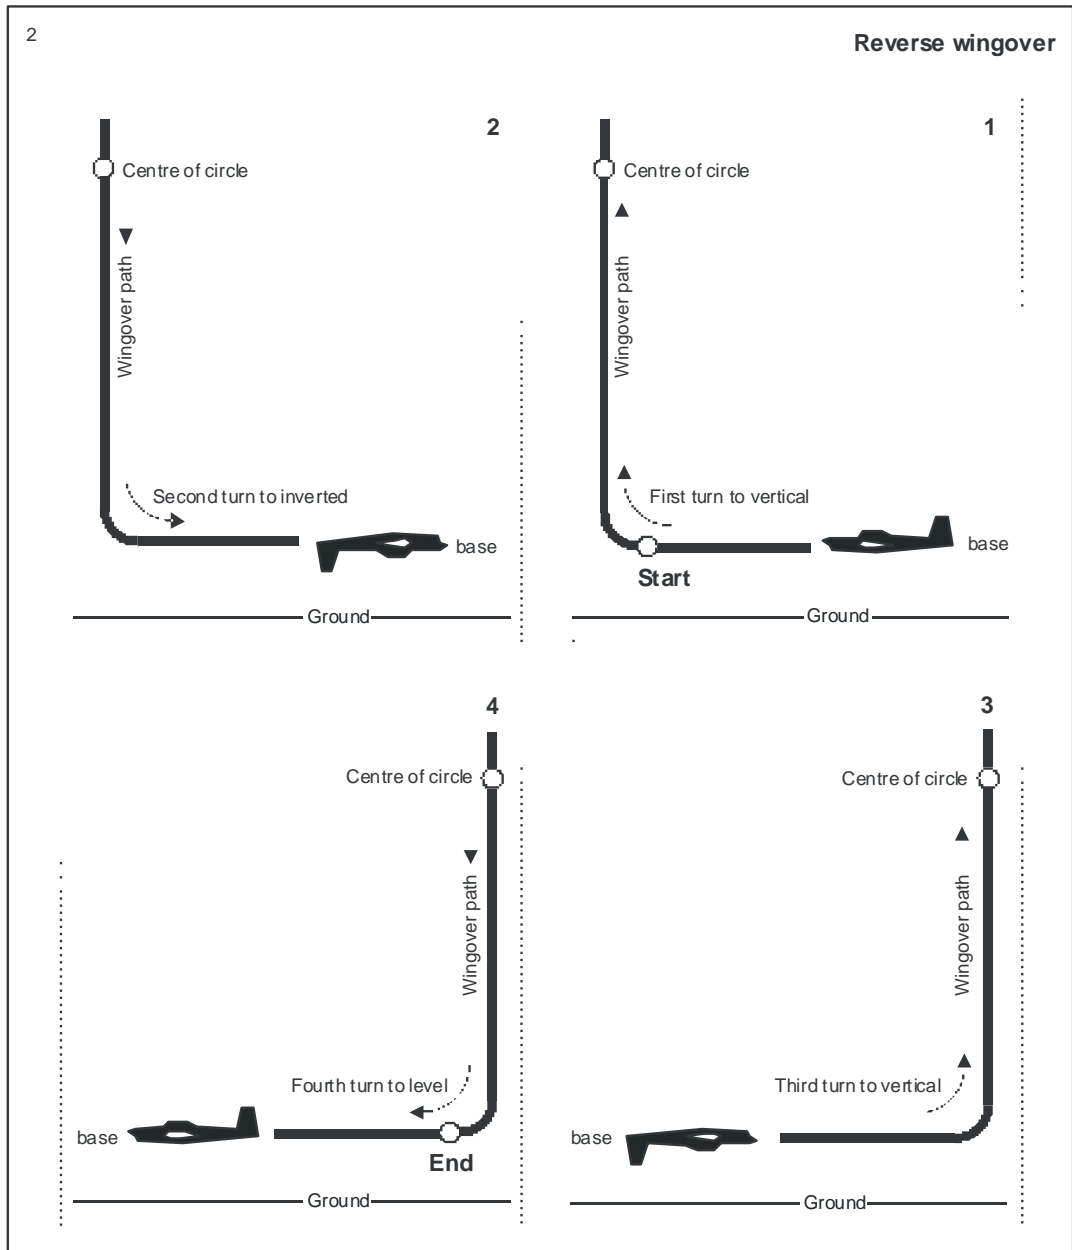 2
Reverse wingover
2
Centre of circle
Wingover path
Second turn to inverted
base
Ground
1
Centre of circle
Wingover path
First turn to vertical
base
Start
Ground
4
Centre of circle
Wingover path
Fourth turn to level
base
End
Ground
3
Centre of circle
Wingover path
Third turn to vertical
base
Ground